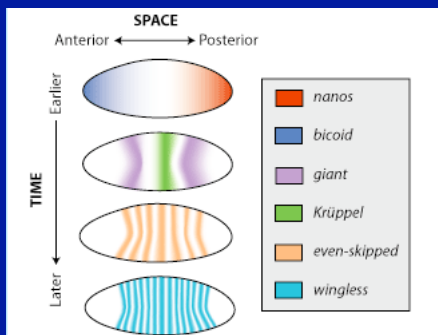 SPACE
Anterior Posterior
Earlier
TIME
Later
nanos
bicoid
giant
Krüppel
even-skipped
wingless